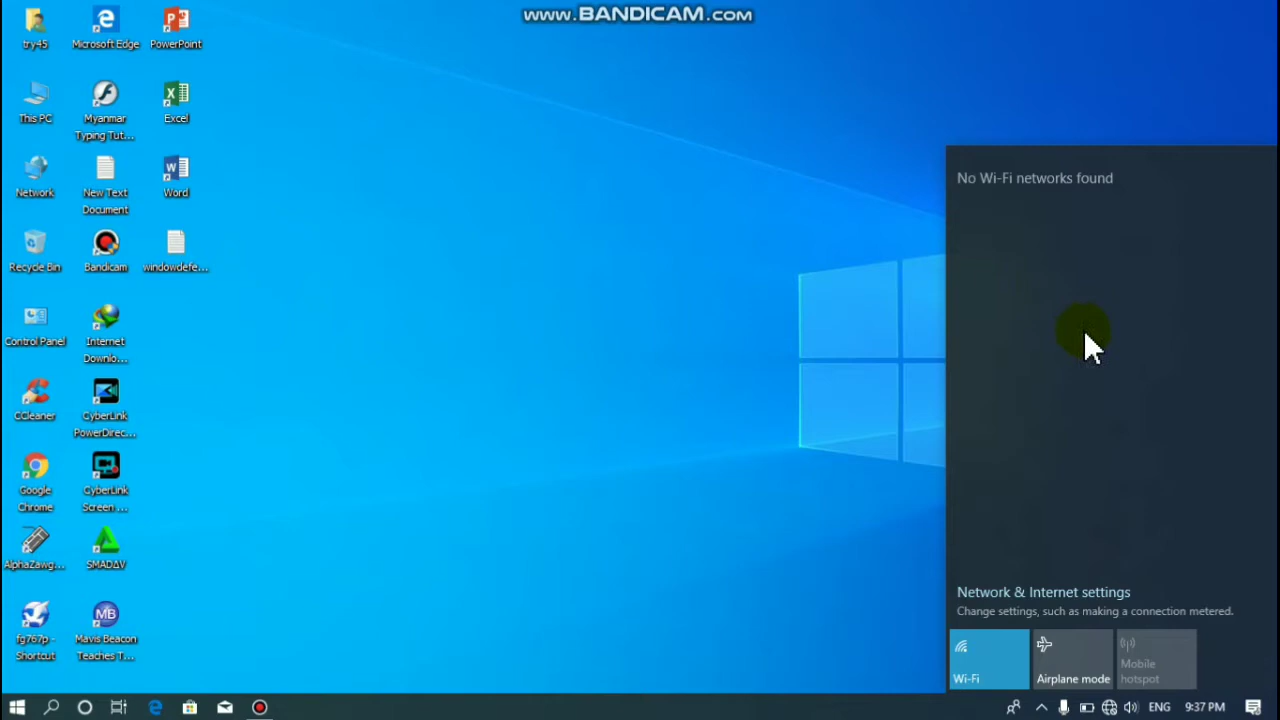 www.BANDICAM.com
try45
Microsoft Edge
PowerPoint
This PC
Myanmar
Typing Tut...
Excel
Network
New Text
Document
Word
Recycle Bin
Bandicam
windowdefe...
Control Panel
Internet
Downlo...
CCleaner
CyberLink
PowerDirec...
Google
Chrome
CyberLink
Screen ...
AlphaZawg...
SMADΔV
fg767p -
Shortcut
MB
Mavis Beacon
Teaches T...
No Wi-Fi networks found
Network & Internet settings
Change settings, such as making a connection metered.
Wi-Fi
Airplane mode
Mobile
hotspot
ENG
9:37 PM